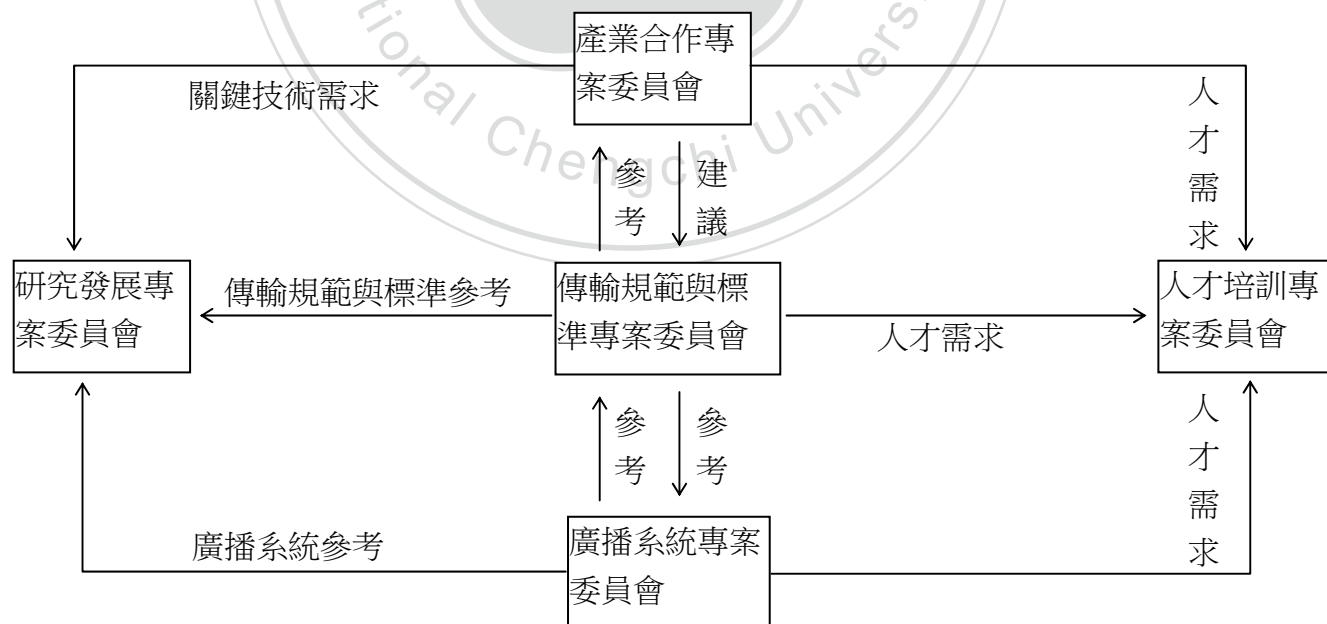 tional Chengchi Univers
產業合作專
案委員會
關鍵技術需求
人才需求
參考
建議
研究發展專
案委員會
傳輸規範與標準參考
傳輸規範與標
準專案委員會
人才需求
人才培訓專
案委員會
參考
參考
人才需求
廣播系統參考
廣播系統專案
委員會